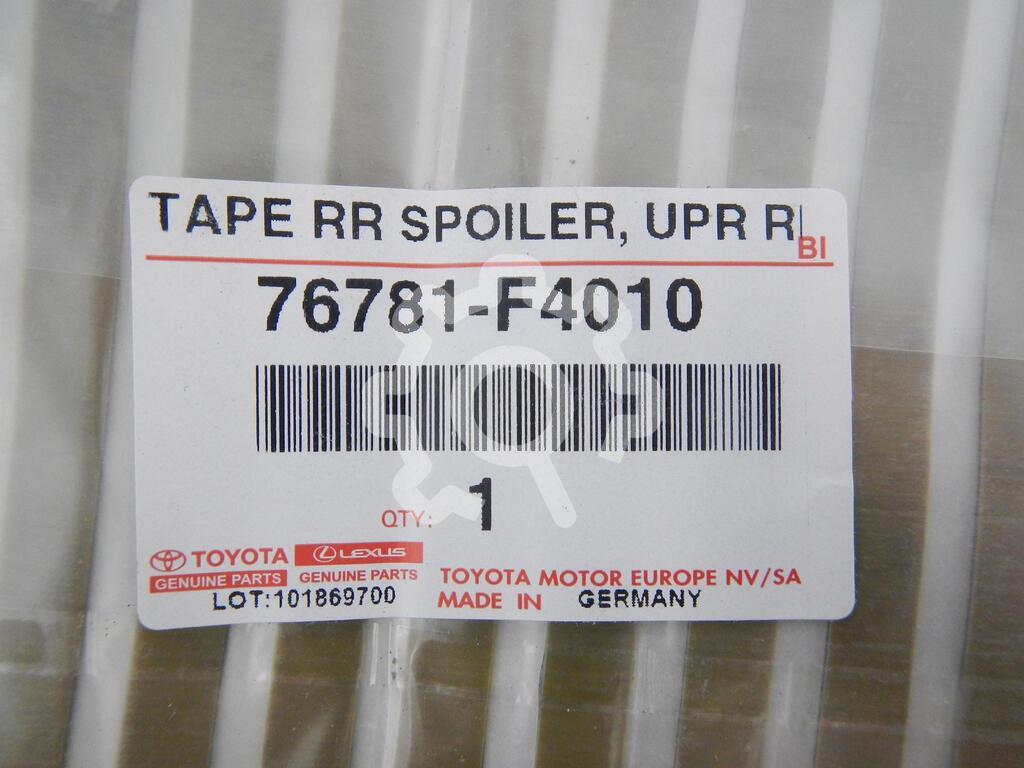 TAPE RR SPOILER, UPR R
BI
76781-F4010
QTY: 1
TOYOTA LEXUS
GENUINE PARTS GENUINE PARTS
LOT:101869700
TOYOTA MOTOR EUROPE NV/SA
MADE IN GERMANY